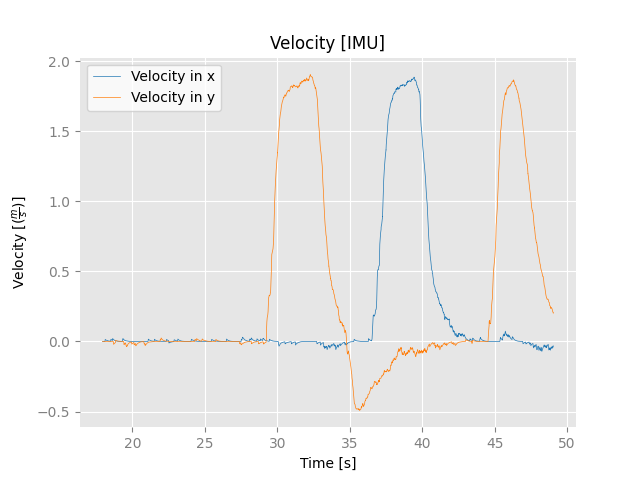 Velocity [IMU]
Velocity in x
Velocity in y
2.0
1.5
1.0
0.5
0.0
−0.5
Velocity [(m/s)]
20 25 30 35 40 45 50
Time [s]